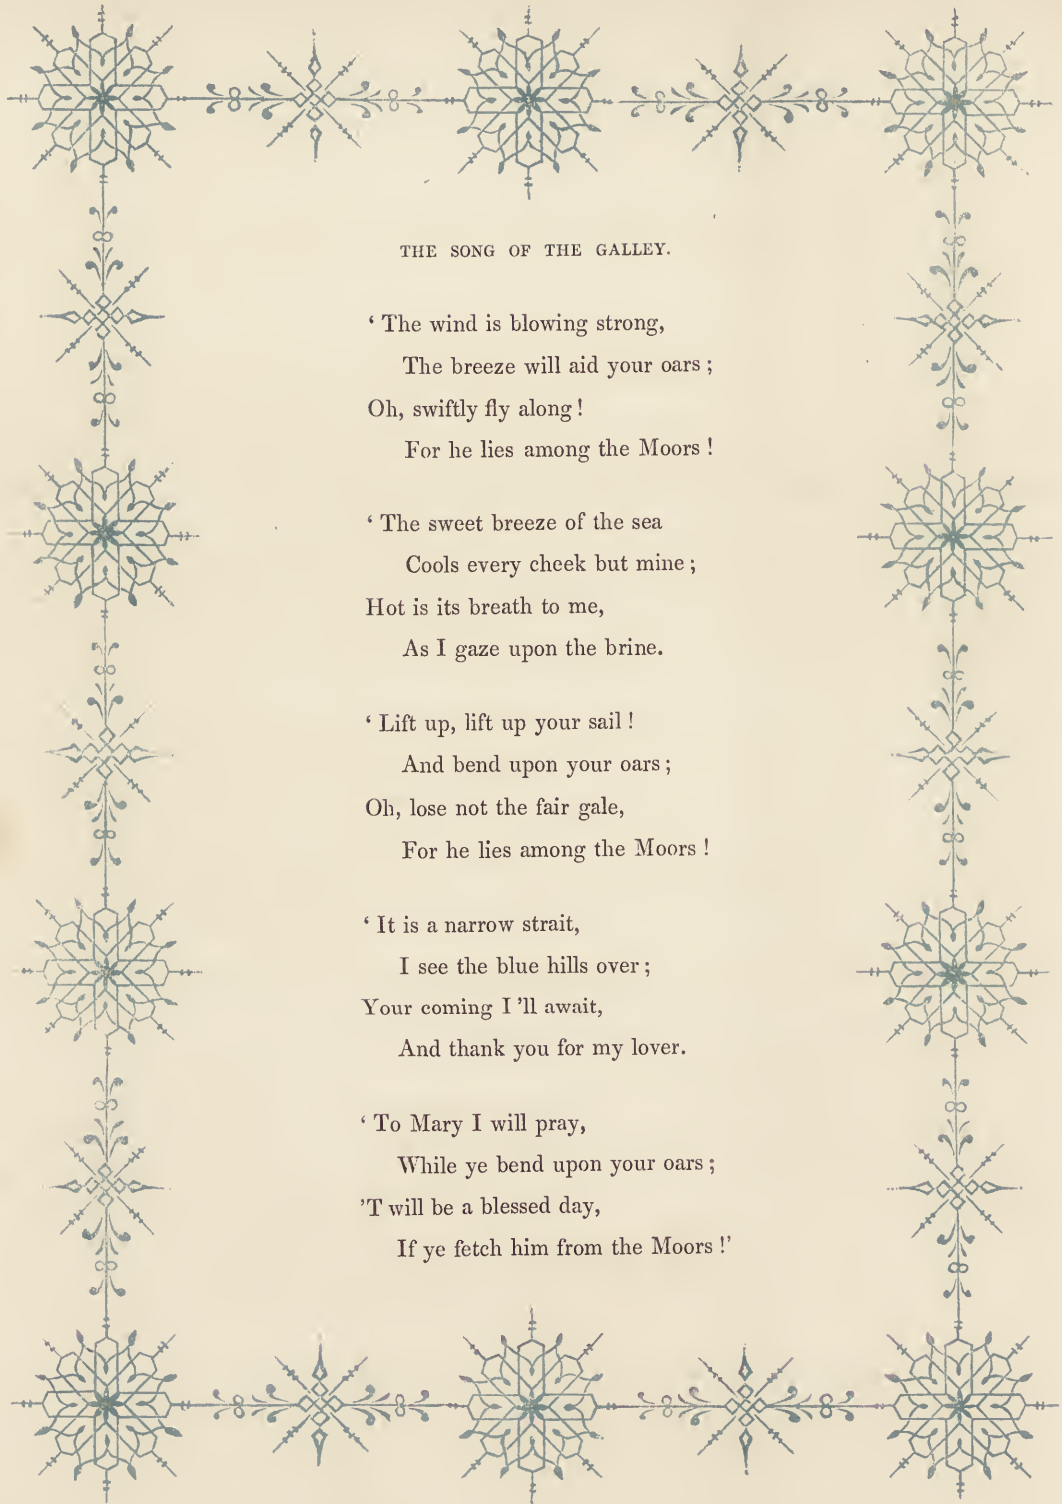 THE SONG OF THE GALLEY.
‘ The wind is blowing strong,
The breeze will aid your oars ;
Oh, swiftly fly along !
For he lies among the Moors !
‘ The sweet breeze of the sea
Cools every cheek but mine ;
Hot is its breath to me,
As I gaze upon the brine.
‘ Lift up, lift up your sail !
And bend upon your oars ;
Oh, lose not the fair gale,
For he lies among the Moors !
‘ It is a narrow strait,
I see the blue hills over ;
Your coming I ’ll await,
And thank you for my lover.
‘ To Mary I will pray,
While ye bend upon your oars ;
’T will be a blessed day,
If ye fetch him from the Moors !’